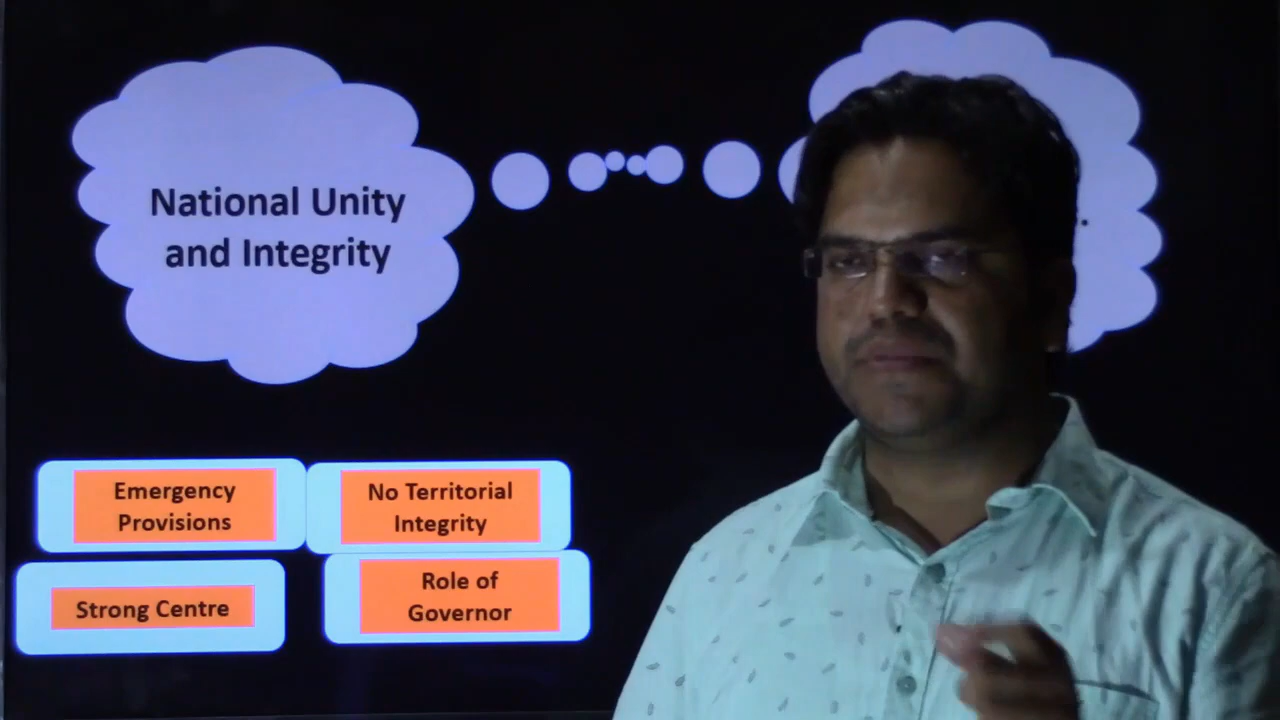 National Unity
and Integrity
Emergency
Provisions
No Territorial
Integrity
Strong Centre
Role of
Governor